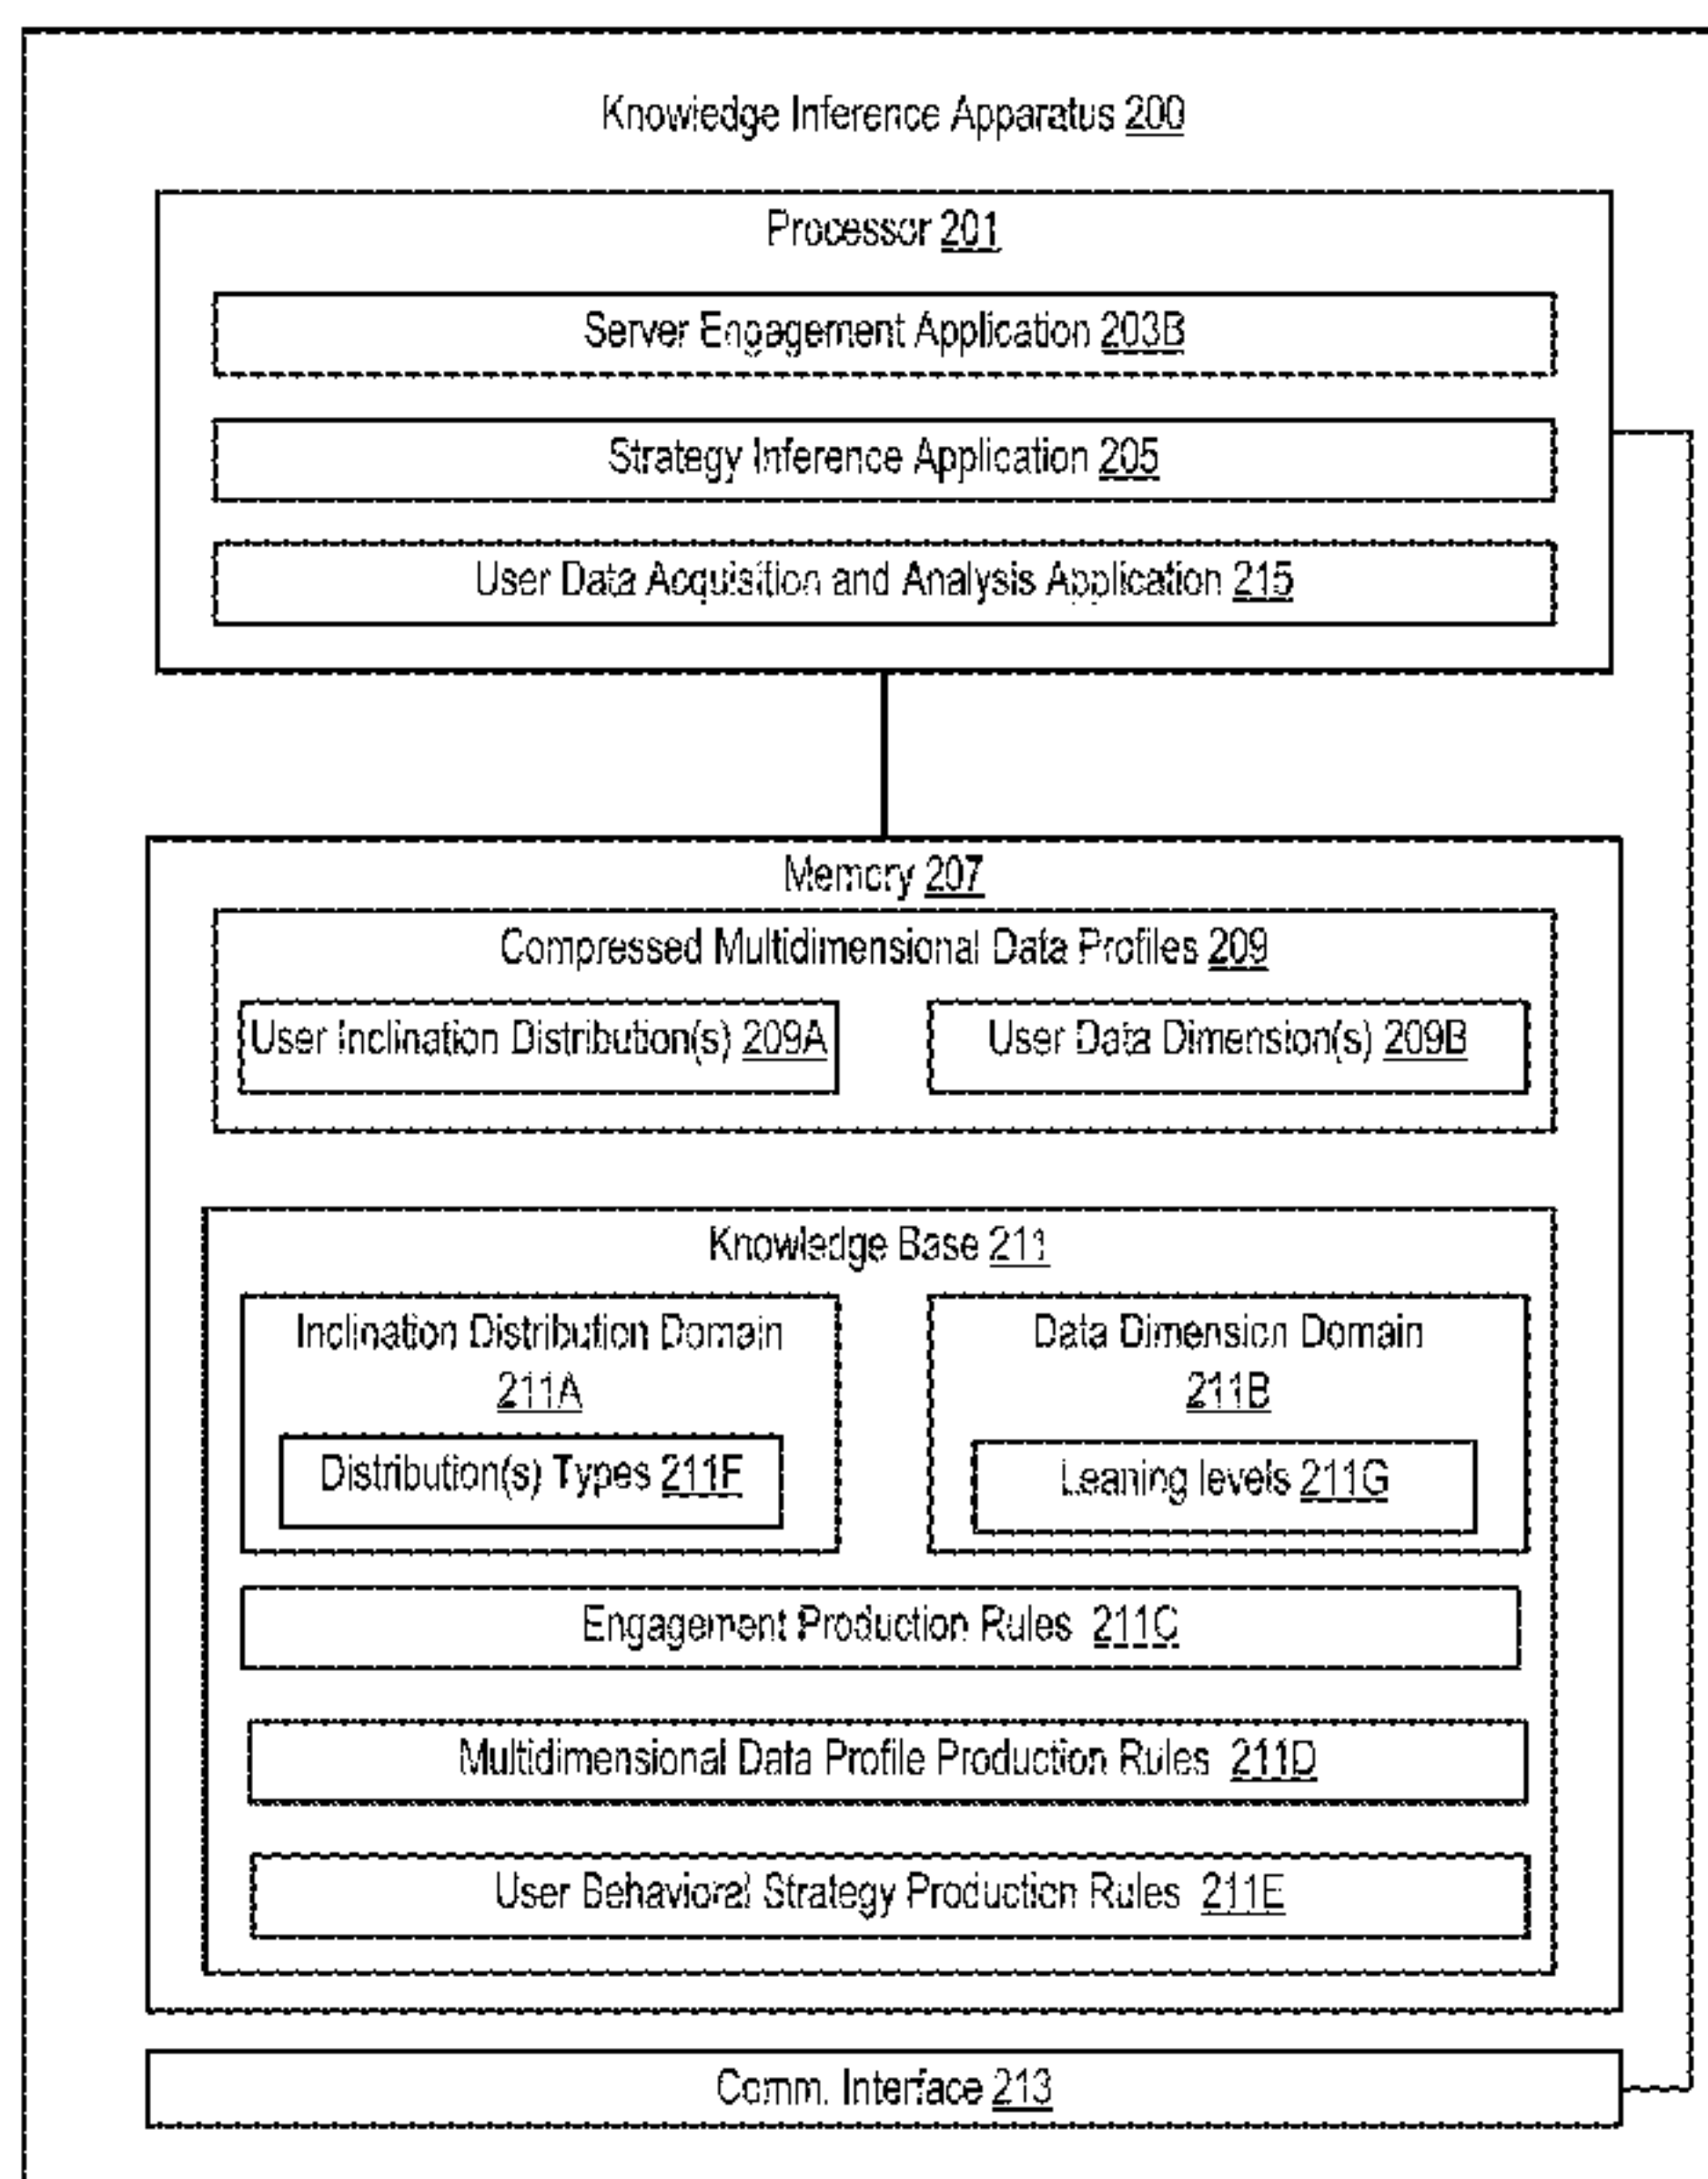 Knowledge Inference Apparatus 200
Processor 201
Server Engagement Application 203B
Strategy Inference Application 205
User Data Acquisition and Analysis Application 215
Memory 207
Compressed Multidimensional Data Profiles 209
User Inclination Distribution(s) 209A
User Data Dimension(s) 209B
Knowledge Base 211
Inclination Distribution Domain
211A
Distribution(s) Types 211F
Data Dimension Domain
211B
Leaning levels 211G
Engagement Production Rules 211C
Multidimensional Data Profile Production Rules 211D
User Behavioral Strategy Production Rules 211E
Comm. Interface 213